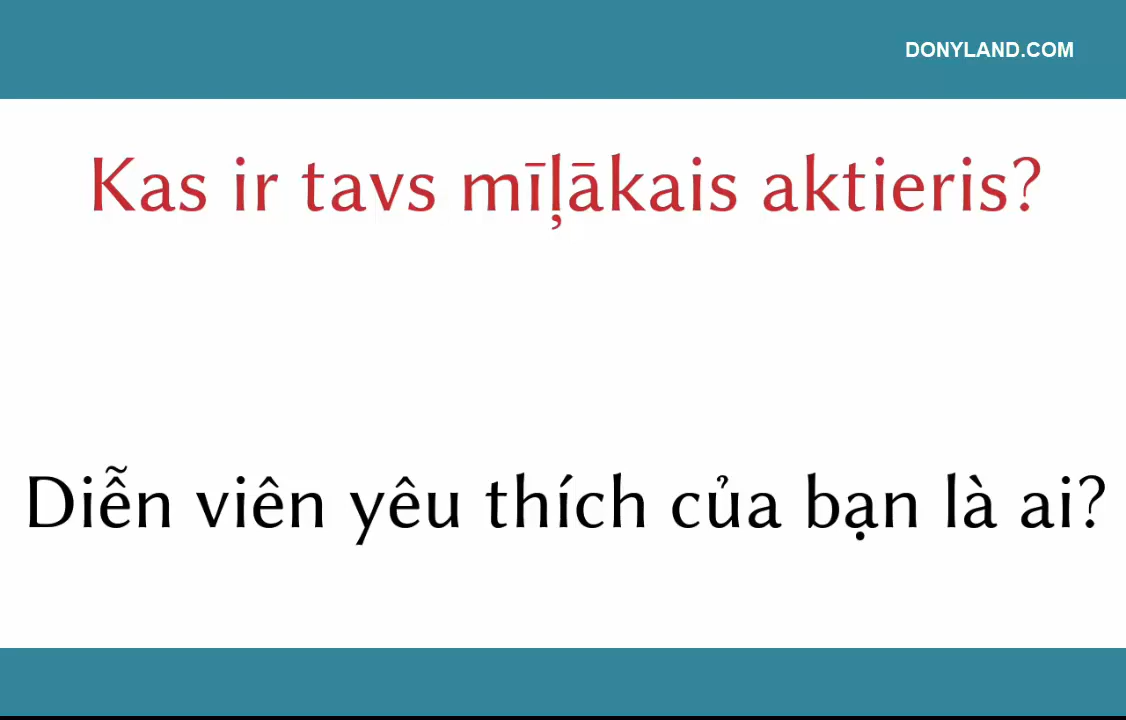 DONYLAND.COM
Kas ir tavs mīļākais aktieris?
Diễn viên yêu thích của bạn là ai?